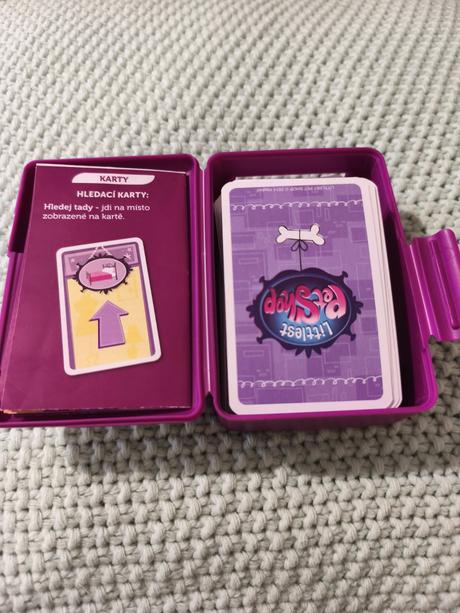 KARTY
HLEDACÍ KARTY:
Hledej tady - jdi na místo
zobrazené na kartě.
Littlest
PetShop